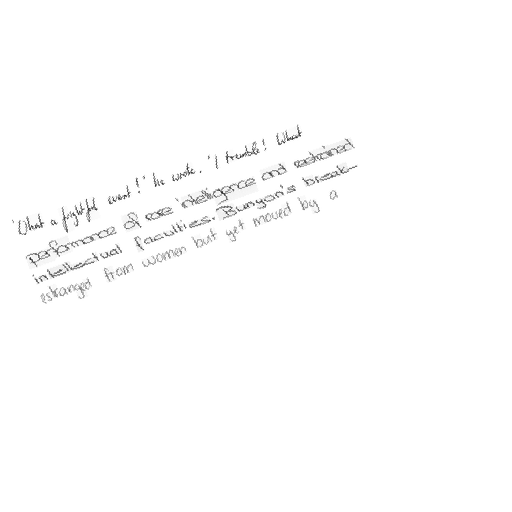 'What a frightful event!" he wrote. 'I tremble! What
performance of our intelligence and restrained
intellectual faculties. Bunyan's break-
estranged from women but yet moved by a